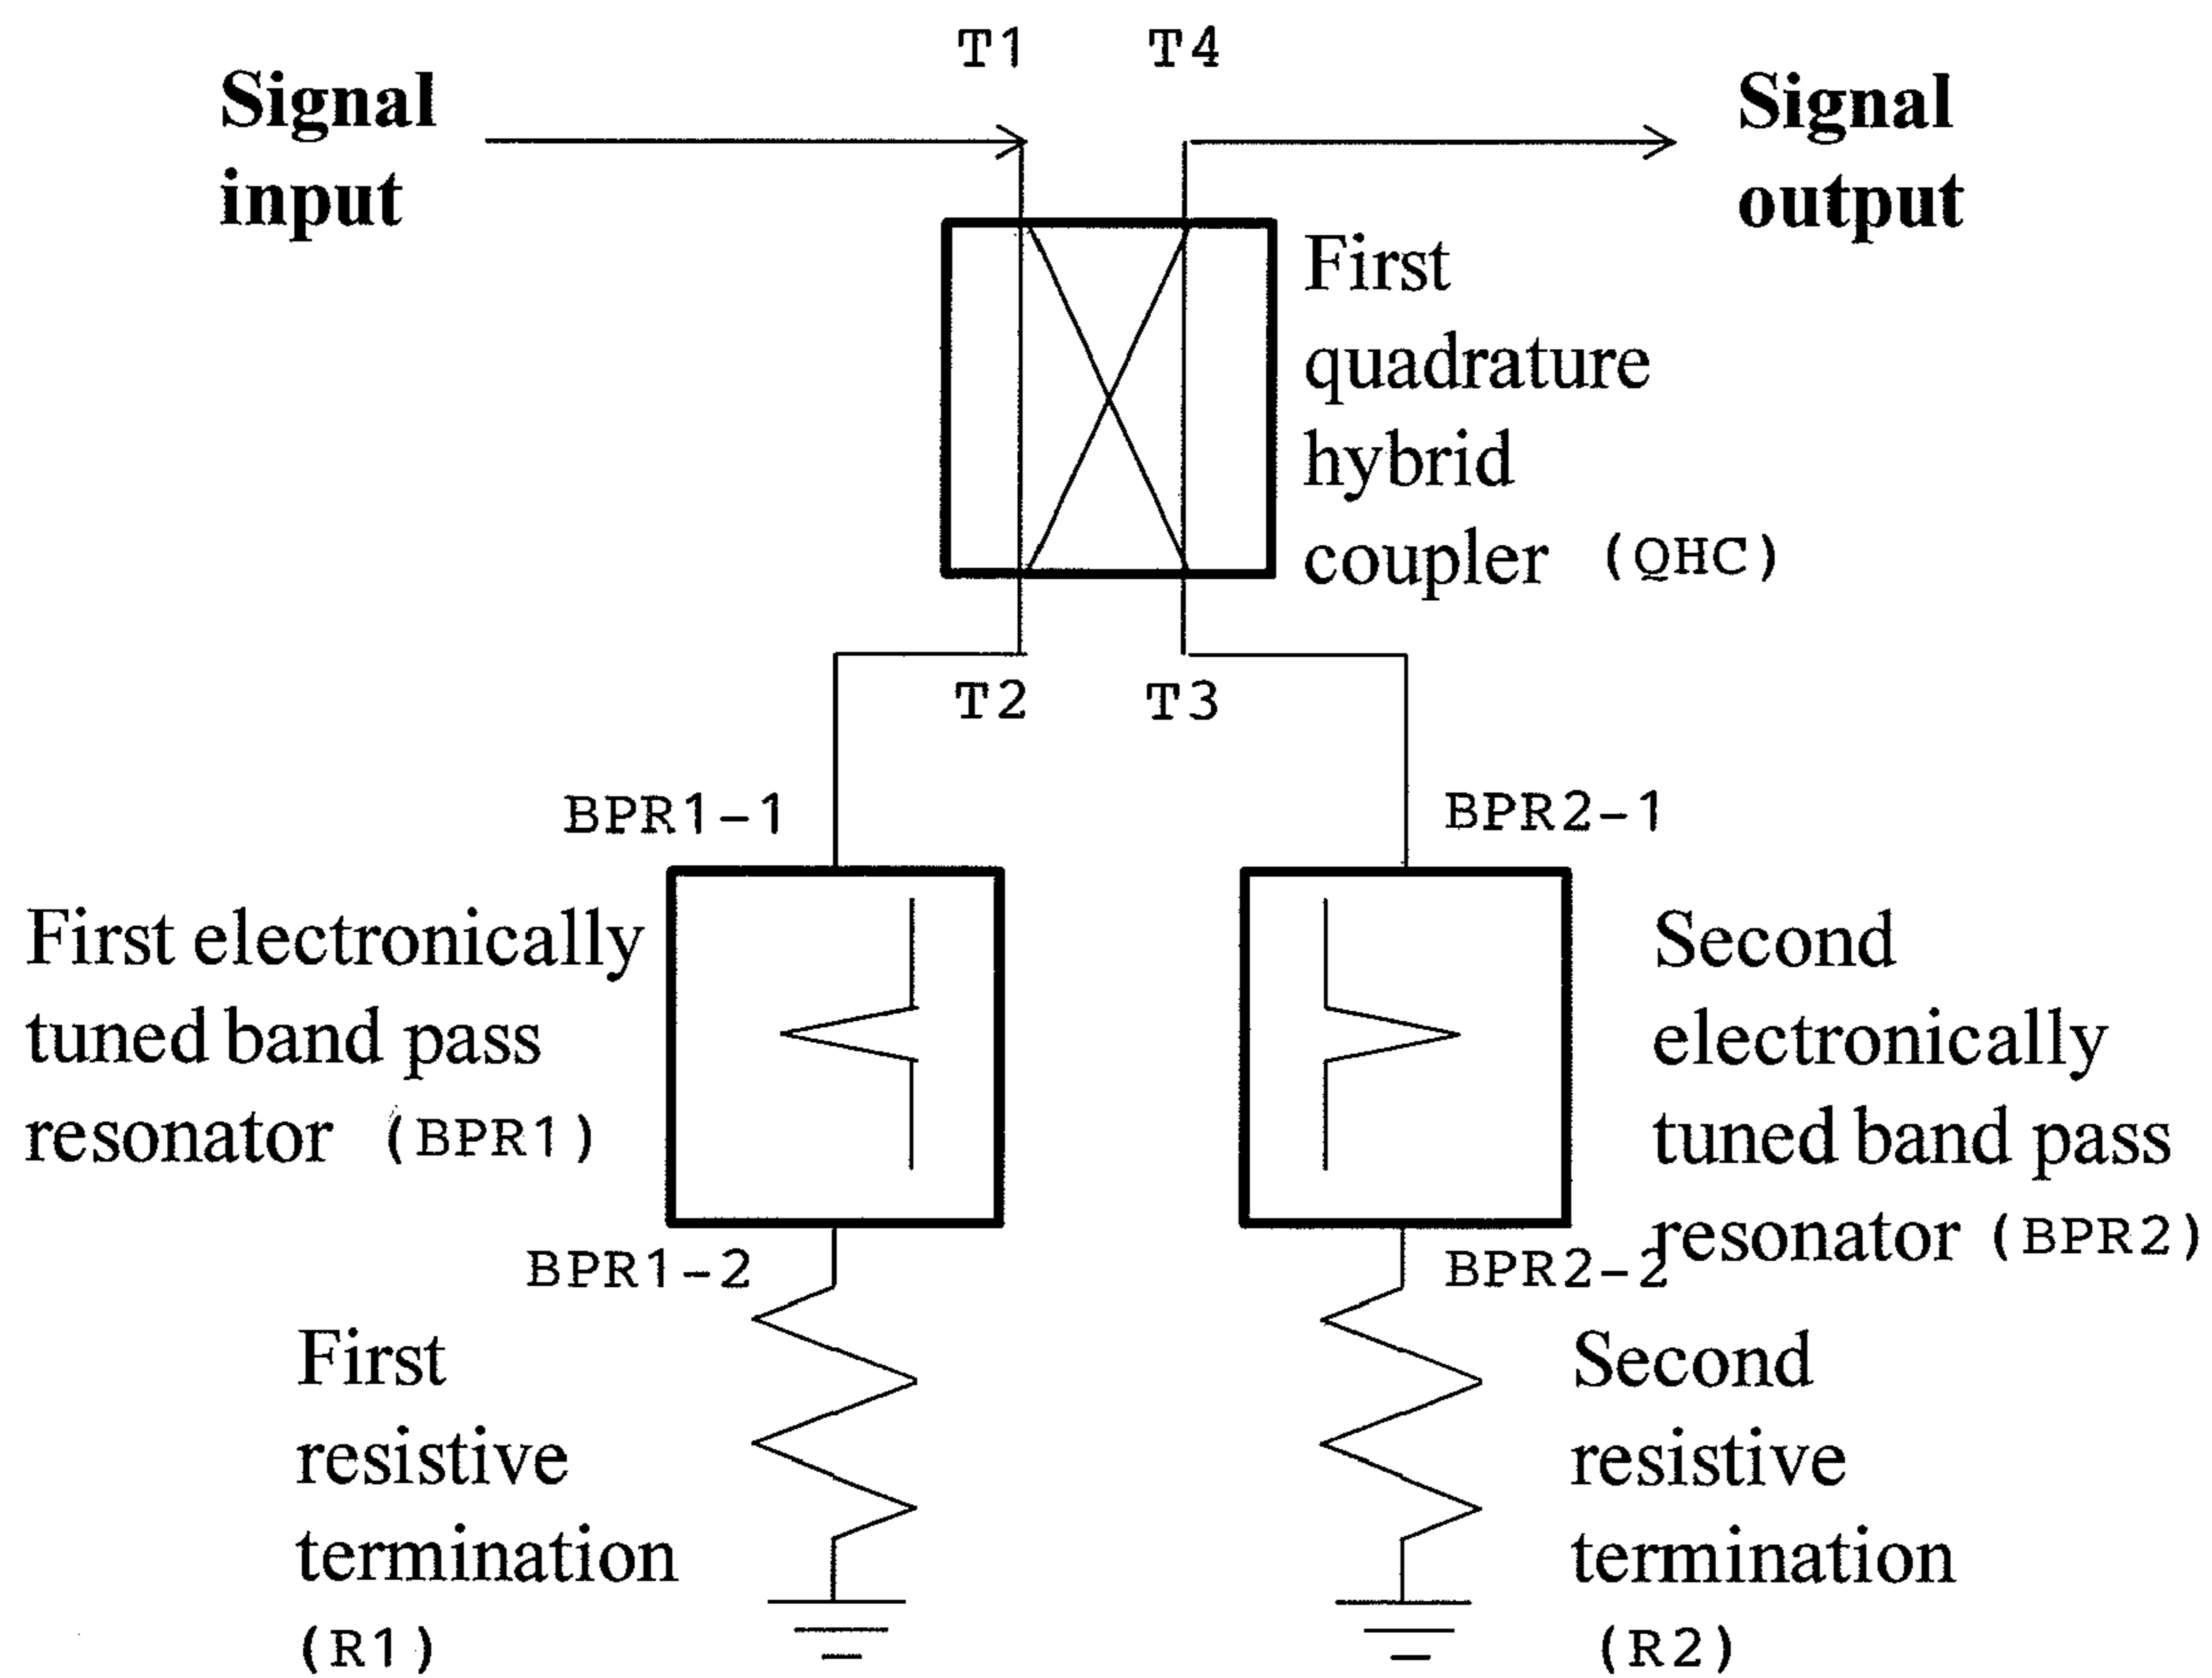 T1 T4
Signal
input
Signal
output
First
quadrature
hybrid
coupler (QHC)
T2 T3
BPR1-1
BPR2-1
First electronically
tuned band pass
resonator (BPR1)
Second
electronically
tuned band pass
resonator (BPR2)
BPR1-2
BPR2-2
First
resistive
termination
(R1)
Second
resistive
termination
(R2)